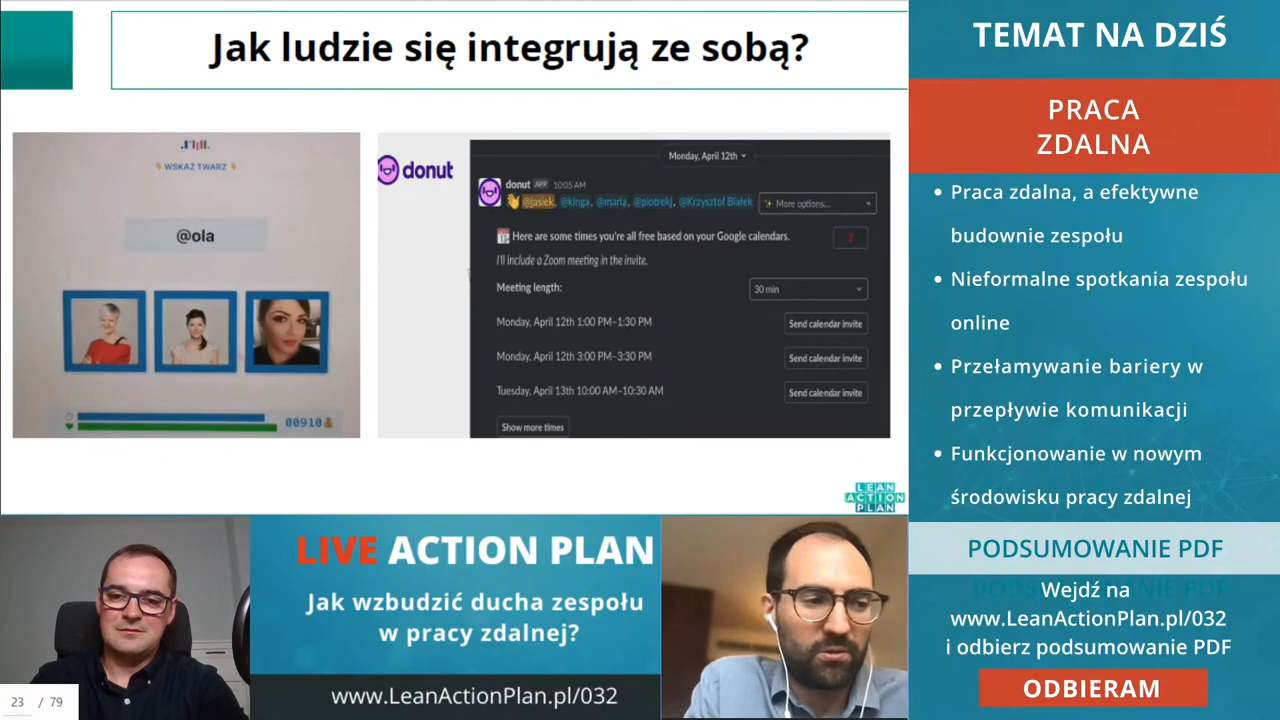 Jak ludzie się integrują ze sobą?
WSKAŻ TWARZ
@ola
00910
donut
Monday, April 12th
donut APP 10:05 AM
@jasiek, @kinga, @maria, @piotrekj, @Krzysztof Białek
More options...
Here are some times you're all free based on your Google calendars.
?
I'll include a Zoom meeting in the invite.
Meeting length:
30 min
Monday, April 12th 1:00 PM–1:30 PM
Send calendar invite
Monday, April 12th 3:00 PM–3:30 PM
Send calendar invite
Tuesday, April 13th 10:00 AM–10:30 AM
Send calendar invite
Show more times
LEAN
ACTION
PLAN
LIVE ACTION PLAN
Jak wzbudzić ducha zespołu
w pracy zdalnej?
www.LeanActionPlan.pl/032
23 / 79
TEMAT NA DZIŚ
PRACA
ZDALNA
• Praca zdalna, a efektywne
budownie zespołu
• Nieformalne spotkania zespołu
online
• Przełamywanie bariery w
przepływie komunikacji
• Funkcjonowanie w nowym
środowisku pracy zdalnej
PODSUMOWANIE PDF
PODSUMOWANIE PDF
Wejdź na
www.LeanActionPlan.pl/032
i odbierz podsumowanie PDF
ODBIERAM